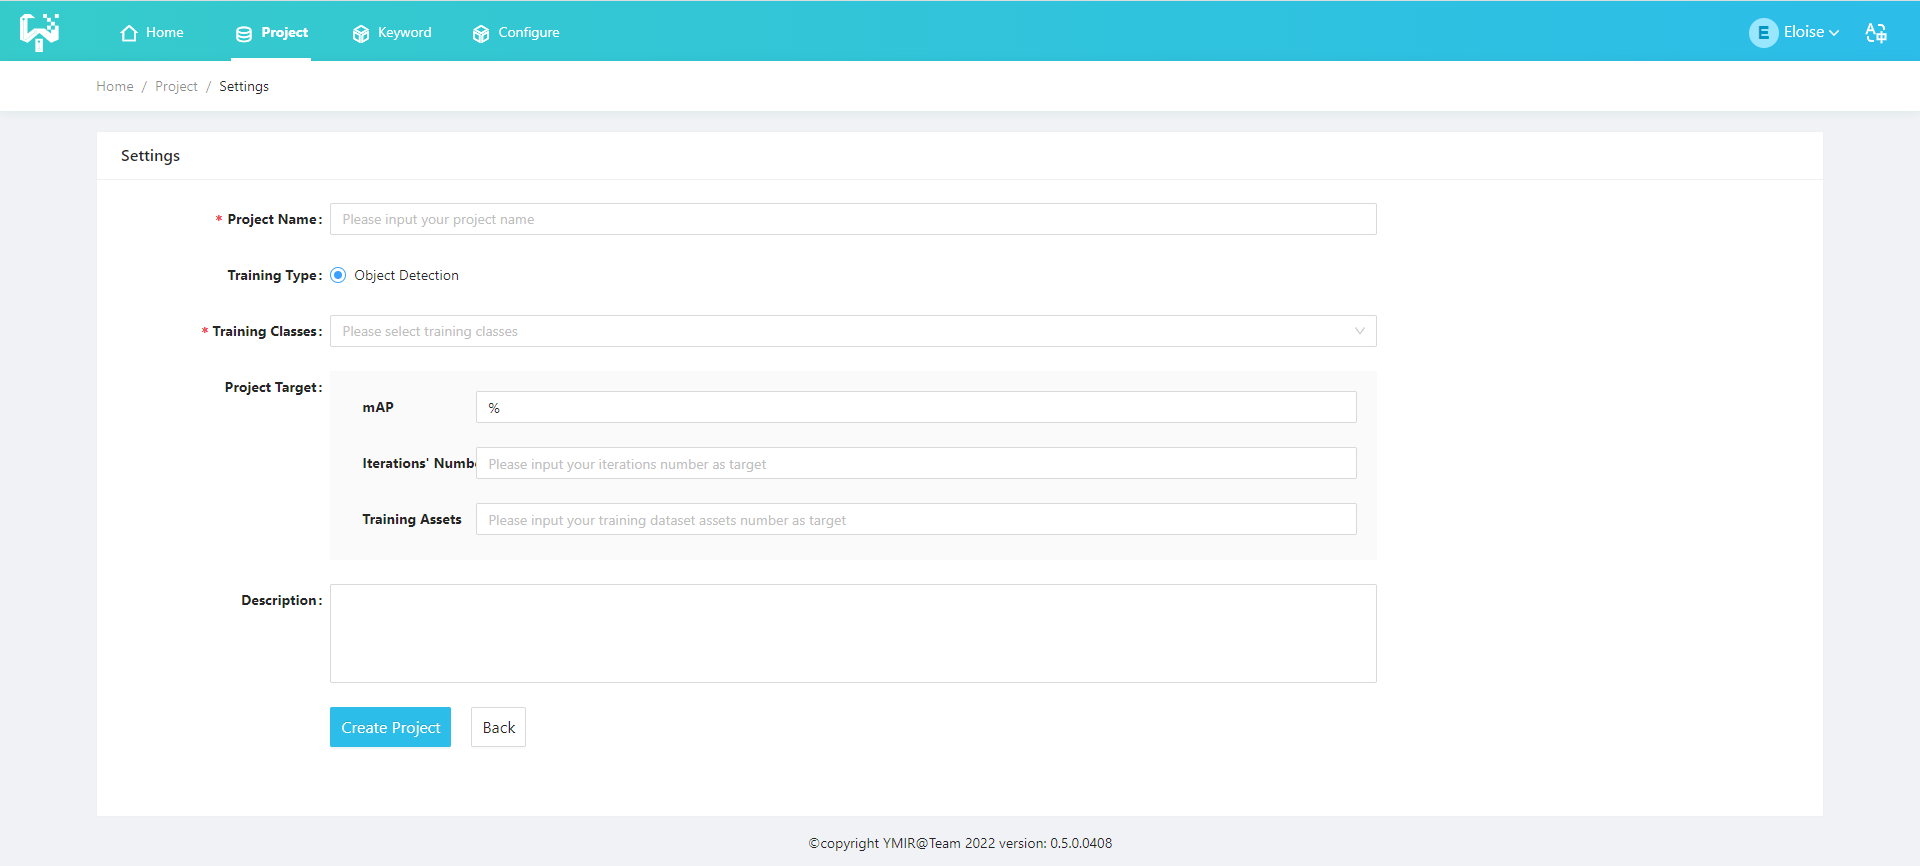 Home Project Keyword Configure E Eloise
Home / Project / Settings
Settings
* Project Name: Please input your project name
Training Type: Object Detection
* Training Classes: Please select training classes
Project Target:
mAP %
Iterations' Numb Please input your iterations number as target
Training Assets Please input your training dataset assets number as target
Description:
Create Project Back
©copyright YMIR@Team 2022 version: 0.5.0.0408